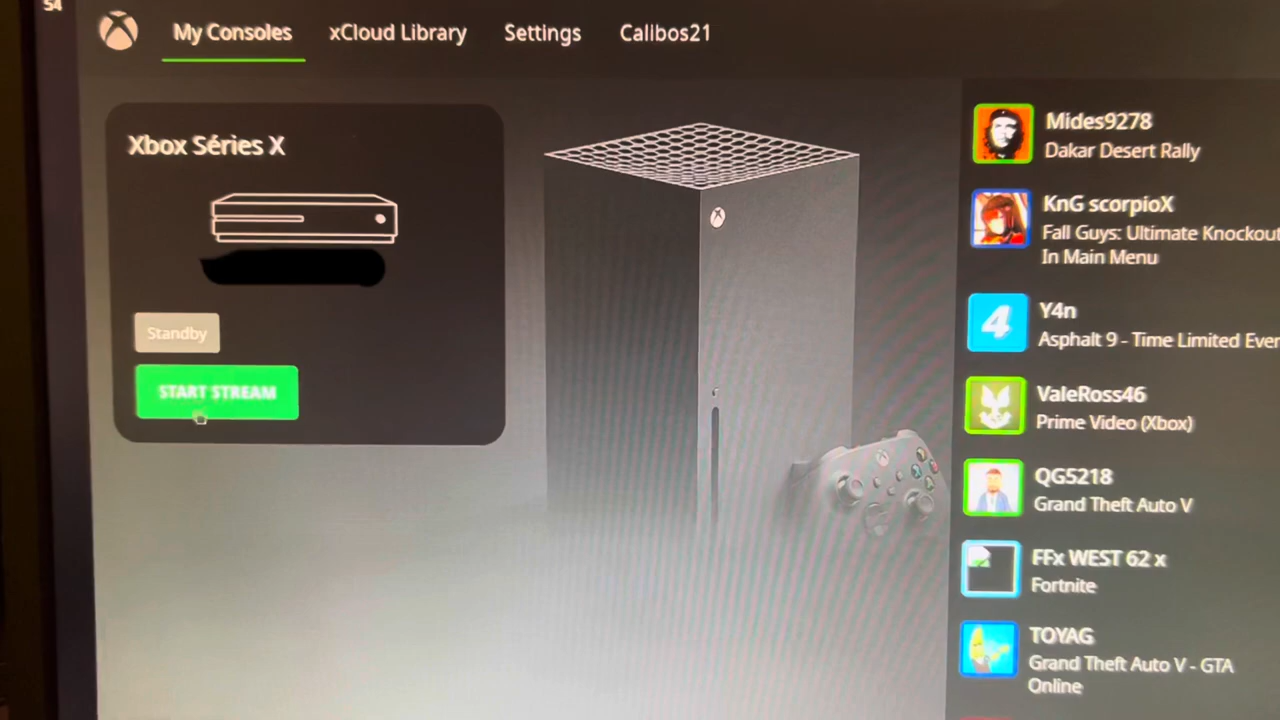 54
My Consoles
xCloud Library
Settings
Calibos21
Xbox Séries X
Standby
START STREAM
Mides9278
Dakar Desert Rally
KnG scorpioX
Fall Guys: Ultimate Knockout
In Main Menu
4
Y4n
Asphalt 9 - Time Limited Ever
ValeRoss46
Prime Video (Xbox)
QG5218
Grand Theft Auto V
FFx WEST 62 x
Fortnite
TOYAG
Grand Theft Auto V - GTA
Online